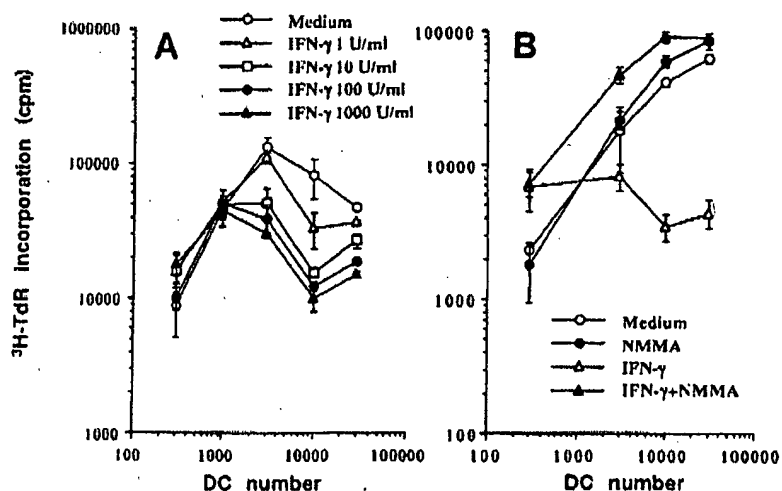 A
Medium
IFN-γ 1 U/ml
IFN-γ 10 U/ml
IFN-γ 100 U/ml
IFN-γ 1000 U/ml
³H-TdR incorporation (cpm)
1000000
100000
10000
1000
100
1000
10000
100000
DC number
B
100000
10000
1000
100
Medium
NMMA
IFN-γ
IFN-γ+NMMA
100
1000
10000
100000
DC number